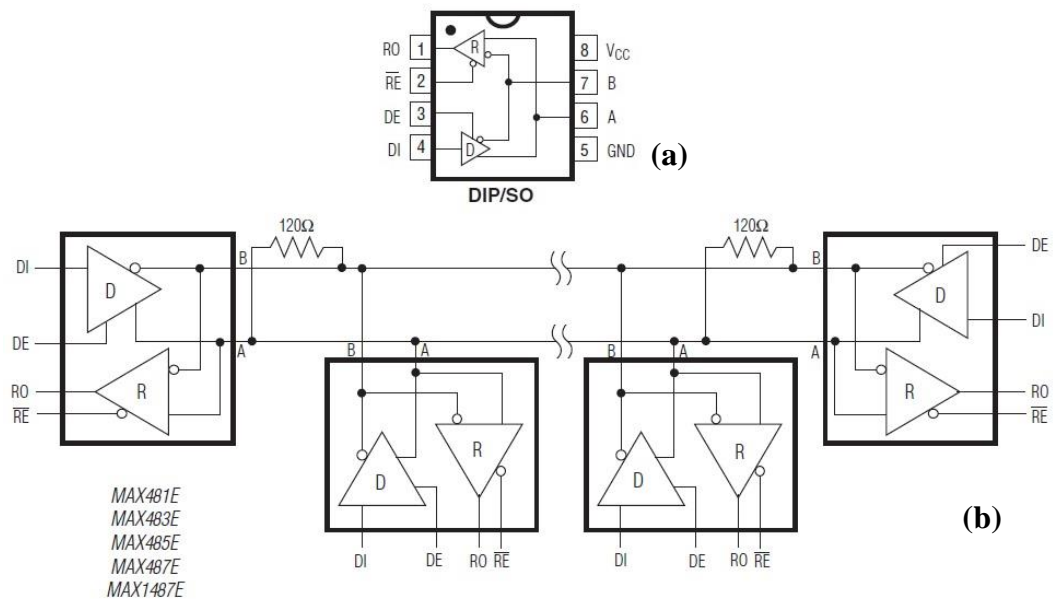 RO 1 R 8 VCC
RE 2 7 B
DE 3 6 A
DI 4 D 5 GND
(a)
DIP/SO
120Ω 120Ω
DI B B DE
D D
DI
DE A B A B A A
RO R R RO
RE RE
D R D R
MAX481E
MAX483E
MAX485E
MAX487E
MAX1487E
DI DE RO RE DI DE RO RE
(b)